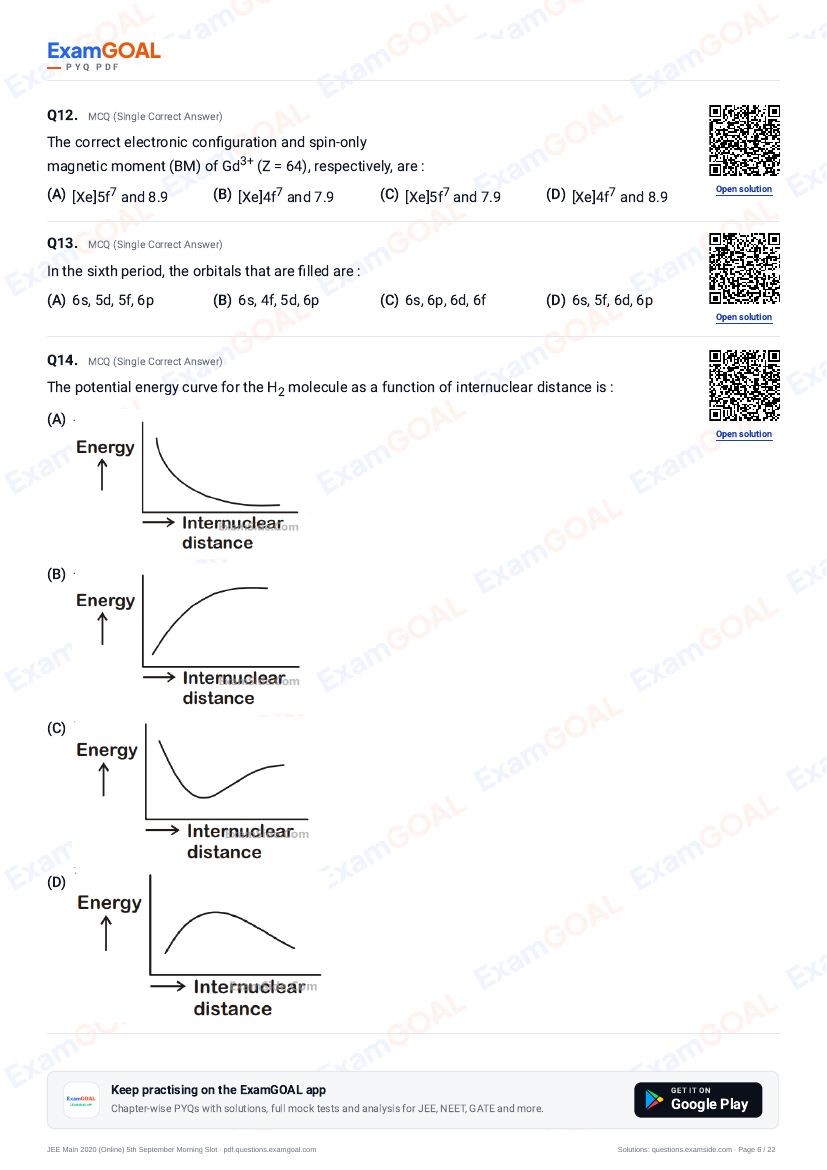 ExamGOAL
PYQ PDF
Q12. MCQ (Single Correct Answer)
The correct electronic configuration and spin-only
magnetic moment (BM) of Gd3+ (Z = 64), respectively, are :
(A) [Xe]5f7 and 8.9 (B) [Xe]4f7 and 7.9 (C) [Xe]5f7 and 7.9 (D) [Xe]4f7 and 8.9
Open solution
Q13. MCQ (Single Correct Answer)
In the sixth period, the orbitals that are filled are :
(A) 6s, 5d, 5f, 6p (B) 6s, 4f, 5d, 6p (C) 6s, 6p, 6d, 6f (D) 6s, 5f, 6d, 6p
Open solution
Q14. MCQ (Single Correct Answer)
The potential energy curve for the H2 molecule as a function of internuclear distance is :
Open solution
(A)
Energy
Internuclear
distance
(B)
Energy
Internuclear
distance
(C)
Energy
Internuclear
distance
(D)
Energy
Internuclear
distance
Keep practising on the ExamGOAL app
Chapter-wise PYQs with solutions, full mock tests and analysis for JEE, NEET, GATE and more.
GET IT ON
Google Play
JEE Main 2020 (Online) 5th September Morning Slot · pdf.questions.examgoal.com
Solutions: questions.examside.com · Page 6 / 22